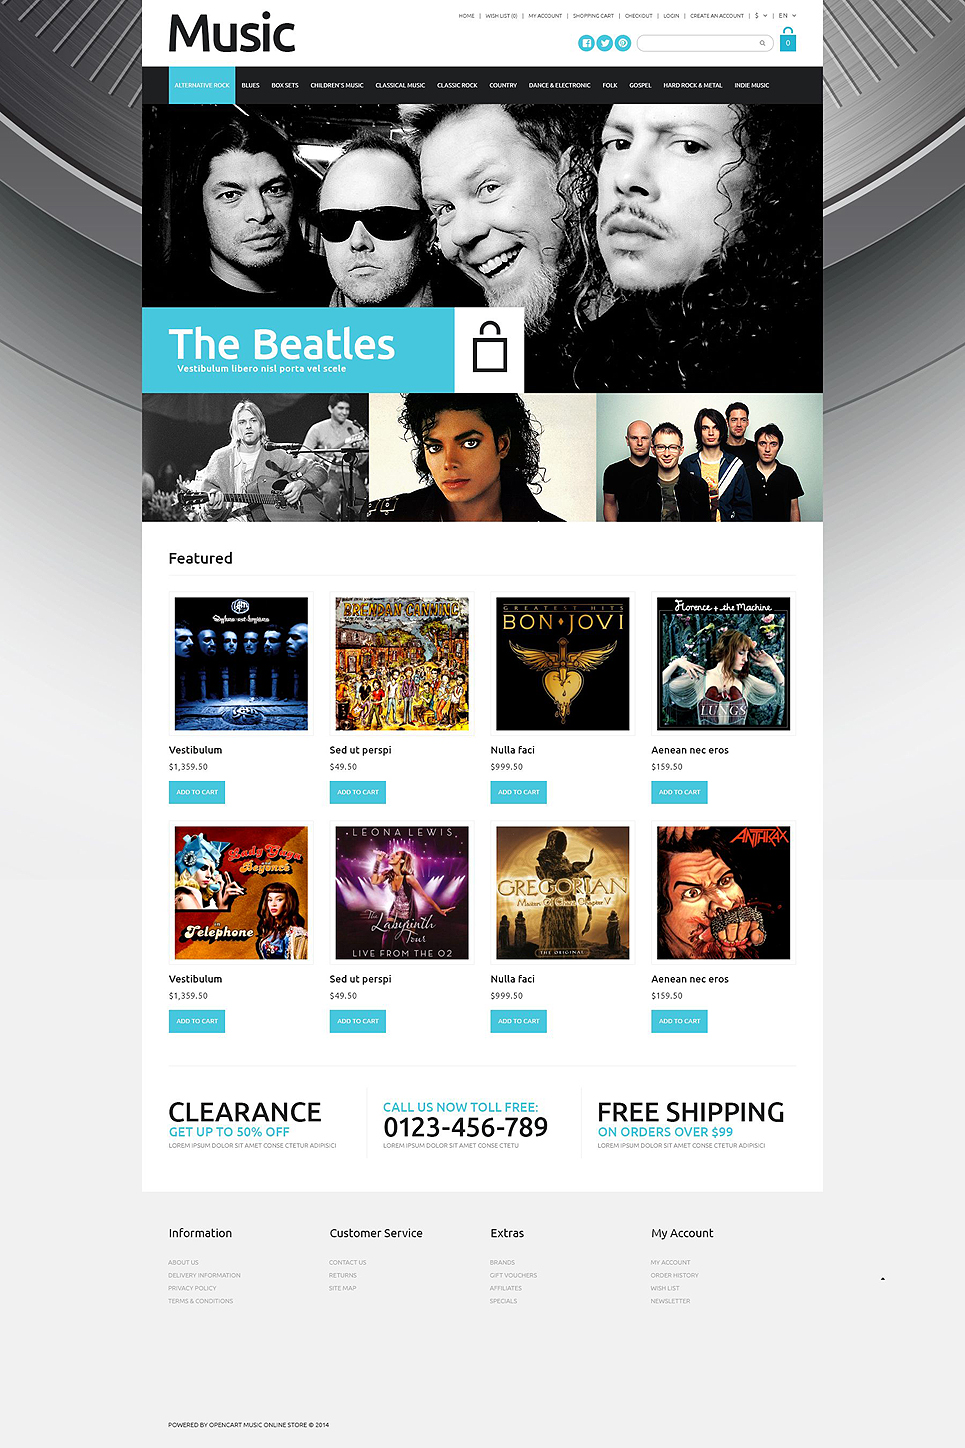 Music
HOME | WISH LIST (0) | MY ACCOUNT | SHOPPING CART | CHECKOUT | LOGIN | CREATE AN ACCOUNT | $ | EN
0
ALTERNATIVE ROCK BLUES BOX SETS CHILDREN'S MUSIC CLASSICAL MUSIC CLASSIC ROCK COUNTRY DANCE & ELECTRONIC FOLK GOSPEL HARD ROCK & METAL INDIE MUSIC
The Beatles
Vestibulum libero nisl porta vel scele
Featured
BRENDAN CANNING
GREATEST HITS
BON JOVI
Florence + the Machine
LUNGS
Vestibulum Sed ut perspi Nulla faci Aenean nec eros
$1,359.50 $49.50 $999.50 $159.50
ADD TO CART ADD TO CART ADD TO CART ADD TO CART
Lady Gaga
Beyoncé
in
Telephone
LEONA LEWIS
The
Labyrinth
Tour
LIVE FROM THE O2
GREGORIAN
Masters Of Chant Chapter V
THE ORIGINAL
ANTHRAX
Vestibulum Sed ut perspi Nulla faci Aenean nec eros
$1,359.50 $49.50 $999.50 $159.50
ADD TO CART ADD TO CART ADD TO CART ADD TO CART
CLEARANCE
GET UP TO 50% OFF
LOREM IPSUM DOLOR SIT AMET CONSE CTETUR ADIPISICI
CALL US NOW TOLL FREE:
0123-456-789
LOREM IPSUM DOLOR SIT AMET CONSE CTETU
FREE SHIPPING
ON ORDERS OVER $99
LOREM IPSUM DOLOR SIT AMET CONSE CTETUR ADIPISICI
Information
ABOUT US
DELIVERY INFORMATION
PRIVACY POLICY
TERMS & CONDITIONS
Customer Service
CONTACT US
RETURNS
SITE MAP
Extras
BRANDS
GIFT VOUCHERS
AFFILIATES
SPECIALS
My Account
MY ACCOUNT
ORDER HISTORY
WISH LIST
NEWSLETTER
POWERED BY OPENCART MUSIC ONLINE STORE © 2014